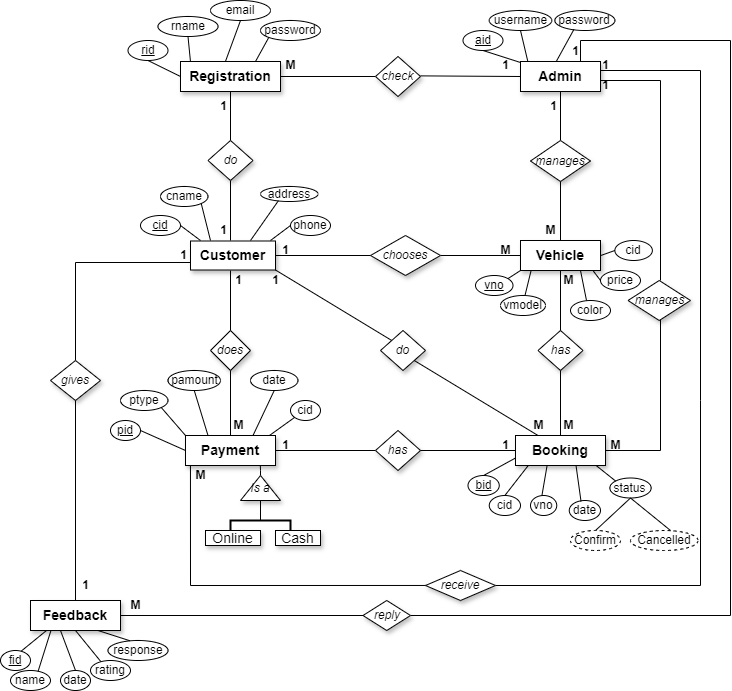 email
rname
password
rid
Registration
M
check
1
username
password
aid
1
Admin
1
1
1
1
do
1
manages
M
cname
address
cid
phone
1
Customer
1
chooses
M
Vehicle
cid
vno
vmodel
price
color
M
manages
1
1
gives
does
do
has
ptype
pamount
date
cid
pid
M
Payment
1
has
M
M
1
Booking
M
M
is a
Online
Cash
bid
cid
vno
date
status
Confirm
Cancelled
receive
1
Feedback
M
reply
fid
name
date
rating
response